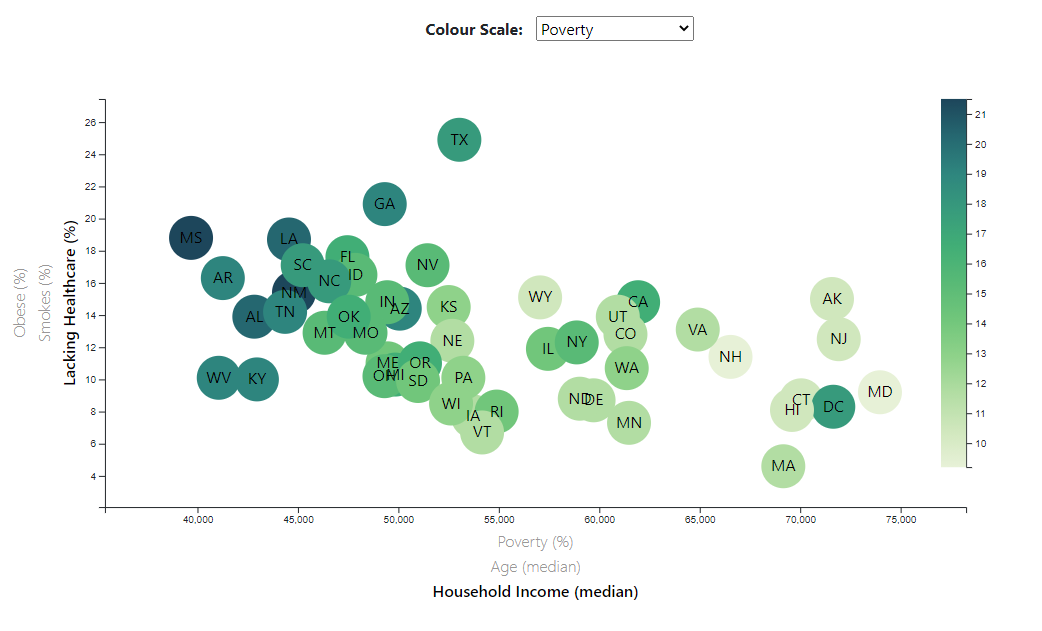 Colour Scale: Poverty
Obese (%)
Smokes (%)
Lacking Healthcare (%)
26
24
22
20
18
16
14
12
10
8
6
4
TX
GA
MS
LA
SC
FL
NV
AR
NC
ID
NM
WY
AK
CA
IN
AZ
KS
AL
TN
OK
UT
MT
MO
CO
VA
NE
NJ
IL
NY
NH
ME
OR
WA
OH
MI
SD
PA
WV
KY
MD
ND
DE
CT
HI
DC
WI
IA
RI
VT
MN
MA
21
20
19
18
17
16
15
14
13
12
11
10
40,000 45,000 50,000 55,000 60,000 65,000 70,000 75,000
Poverty (%)
Age (median)
Household Income (median)